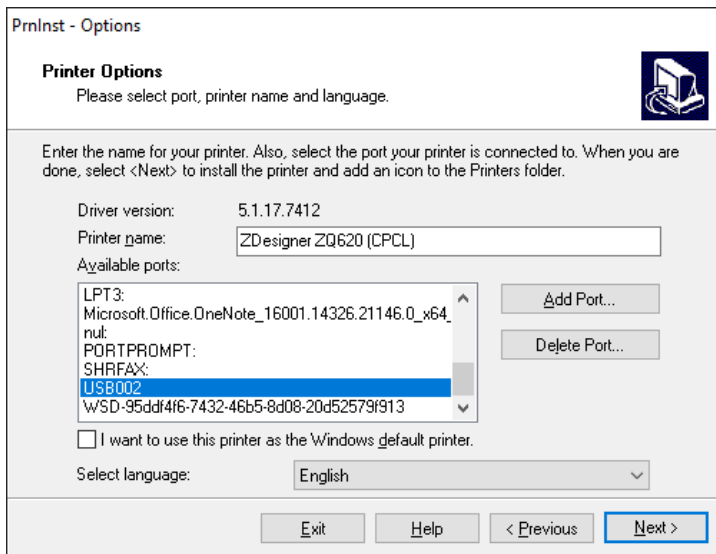 PrnInst - Options
Printer Options
Please select port, printer name and language.
Enter the name for your printer. Also, select the port your printer is connected to. When you are
done, select <Next> to install the printer and add an icon to the Printers folder.
Driver version: 5.1.17.7412
Printer name: ZDesigner ZQ620 (CPCL)
Available ports:
LPT3:
Microsoft.Office.OneNote_16001.14326.21146.0_x64_
nul:
PORTPROMPT:
SHRFAX:
USB002
WSD-95ddf4f6-7432-46b5-8d08-20d52579f913
Add Port...
Delete Port...
I want to use this printer as the Windows default printer.
Select language: English
Exit Help < Previous Next >